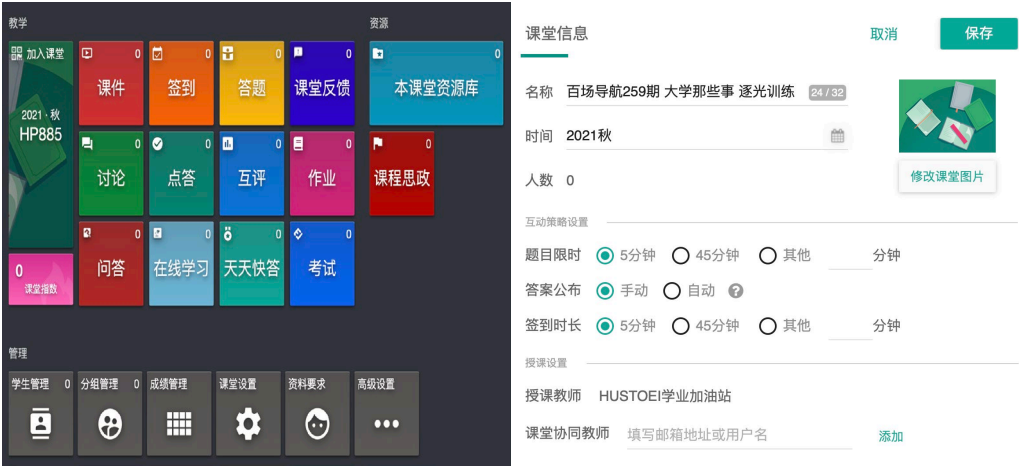 教学
资源
加入课堂
2021 · 秋
HP885
0
课堂指数
0
课件
0
签到
0
答题
0
课堂反馈
0
本课堂资源库
0
讨论
0
点答
0
互评
0
作业
0
课程思政
0
问答
0
在线学习
0
天天快答
0
考试
管理
学生管理 0
分组管理 0
成绩管理
课堂设置
资料要求
高级设置
课堂信息
取消
保存
名称 百场导航259期 大学那些事 逐光训练 24 / 32
时间 2021秋
人数 0
修改课堂图片
互动策略设置
题目限时 5分钟 45分钟 其他 分钟
答案公布 手动 自动 ?
签到时长 5分钟 45分钟 其他 分钟
授课设置
授课教师 HUSTOEI学业加油站
课堂协同教师 填写邮箱地址或用户名 添加